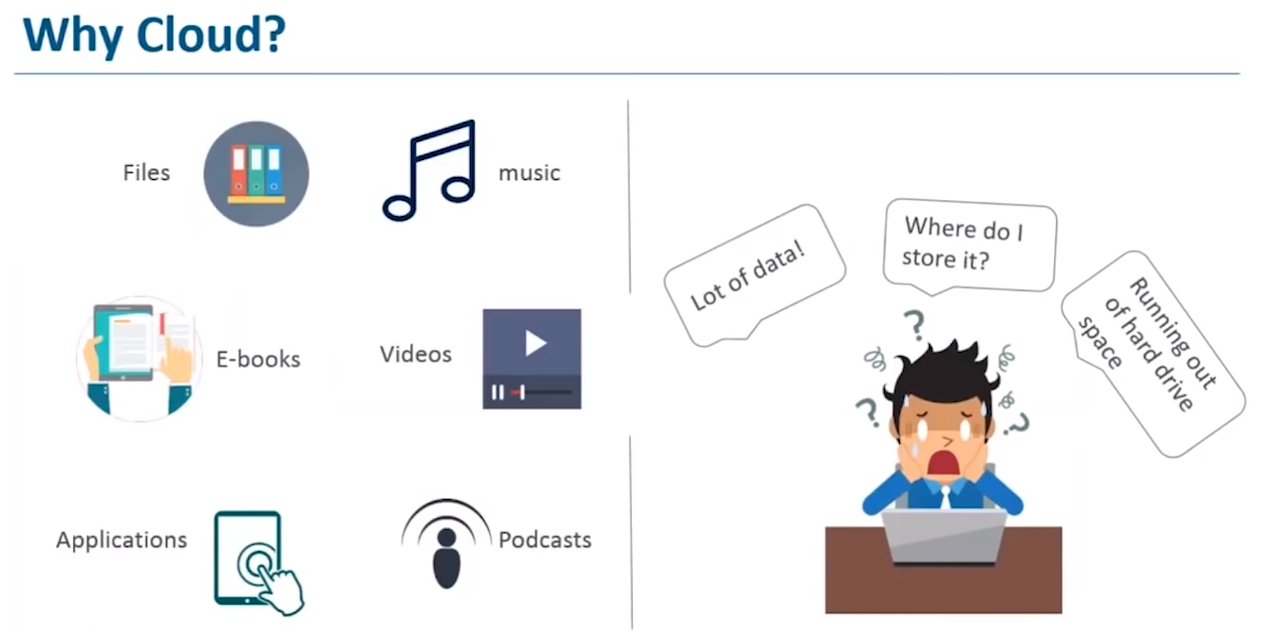 Why Cloud?
Files
music
E-books
Videos
Applications
Podcasts
Lot of data!
Where do I
store it?
Running out
of hard drive
space